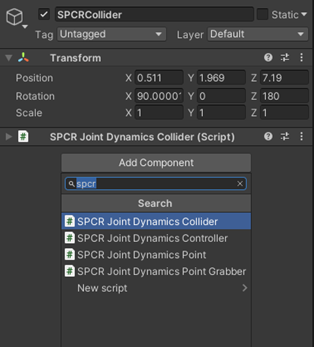 SPCRCollider Static
Tag Untagged Layer Default
Transform
Position X 0.511 Y 1.969 Z 7.19
Rotation X 90.00001 Y 0 Z 180
Scale X 1 Y 1 Z 1
# SPCR Joint Dynamics Collider (Script)
Add Component
spcr
Search
# SPCR Joint Dynamics Collider
# SPCR Joint Dynamics Controller
# SPCR Joint Dynamics Point
# SPCR Joint Dynamics Point Grabber
New script